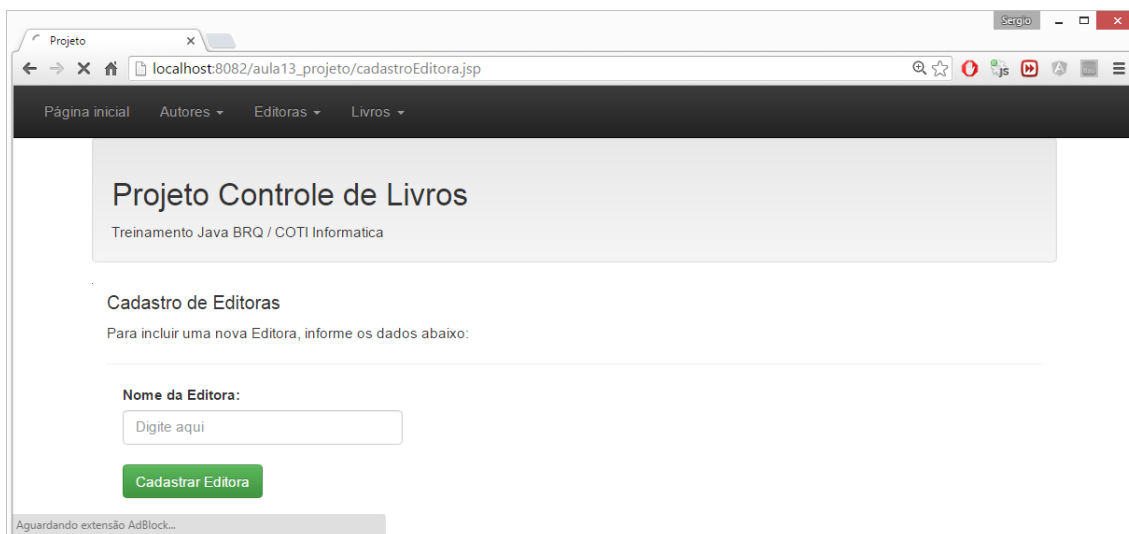 Sergio
Projeto
localhost:8082/aula13_projeto/cadastroEditora.jsp
js
Página inicial Autores Editoras Livros
Projeto Controle de Livros
Treinamento Java BRQ / COTI Informatica
Cadastro de Editoras
Para incluir uma nova Editora, informe os dados abaixo:
Nome da Editora:
Digite aqui
Cadastrar Editora
Aguardando extensão AdBlock...